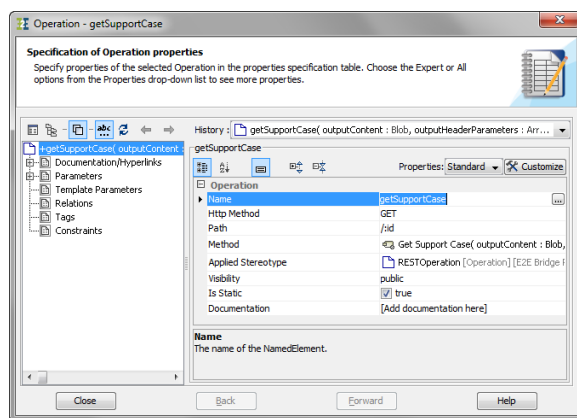 Operation - getSupportCase
Specification of Operation properties
Specify properties of the selected Operation in the properties specification table. Choose the Expert or All
options from the Properties drop-down list to see more properties.
abc
History : getSupportCase( outputContent : Blob, outputHeaderParameters : Arr...
+getSupportCase( outputContent :
Documentation/Hyperlinks
Parameters
Template Parameters
Relations
Tags
Constraints
getSupportCase
Properties: Standard Customize
Operation
Name getSupportCase ...
Http Method GET
Path /:id
Method Get Support Case( outputContent : Blob,
Applied Stereotype RESTOperation [Operation] [E2E Bridge
Visibility public
Is Static true
Documentation [Add documentation here]
Name
The name of the NamedElement.
Close Back Forward Help